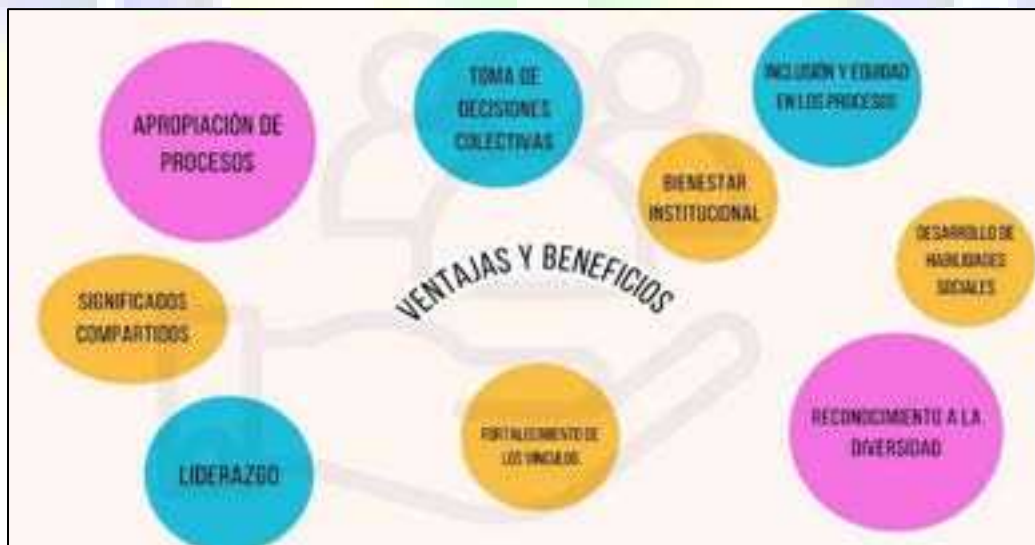 APROPIACIÓN DE
PROCESOS
TOMA DE
DECISIONES
COLECTIVAS
INCLUSIÓN Y EQUIDAD
EN LOS PROCESOS
BIENESTAR
INSTITUCIONAL
DESARROLLO DE
HABILIDADES
SOCIALES
VENTAJAS Y BENEFICIOS
SIGNIFICADOS
COMPARTIDOS
LIDERAZGO
FORTALECIMIENTO DE
LOS VINCULOS
RECONOCIMIENTO A LA
DIVERSIDAD